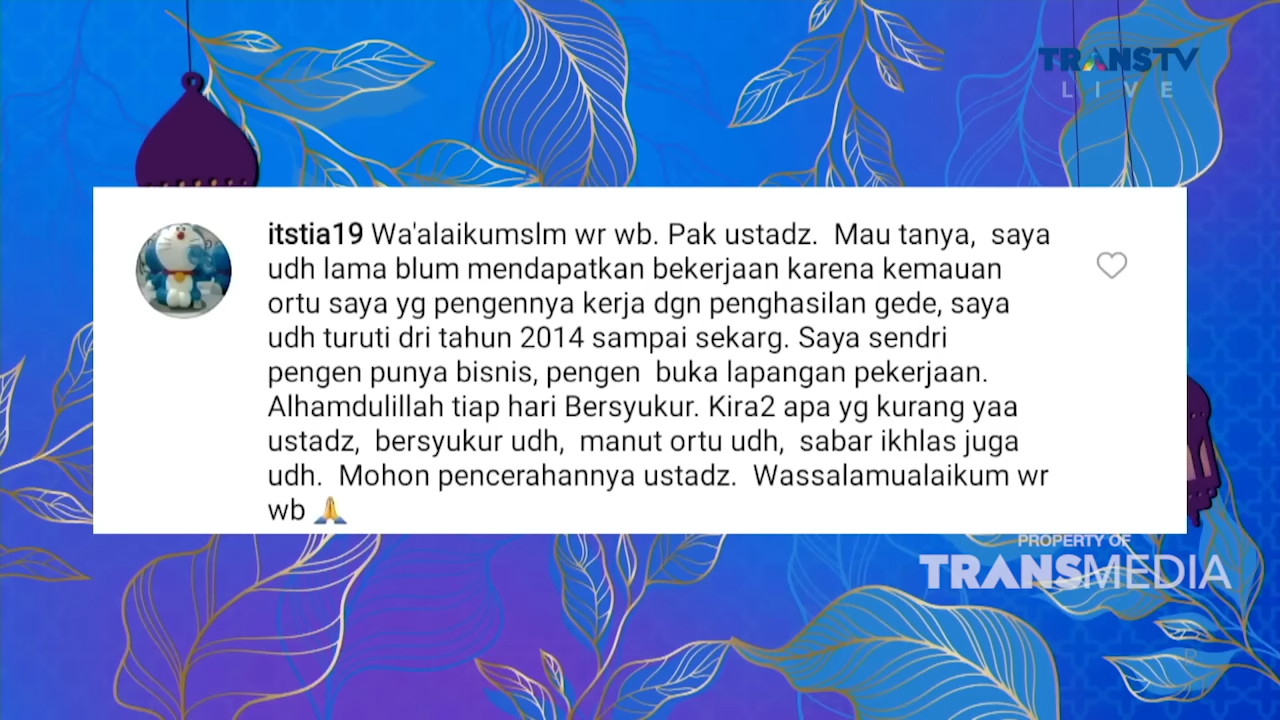 TRANSTV
LIVE
itstia19 Wa'alaikumslm wr wb. Pak ustadz.  Mau tanya,  saya
udh lama blum mendapatkan bekerjaan karena kemauan
ortu saya yg pengennya kerja dgn penghasilan gede, saya
udh turuti dri tahun 2014 sampai sekarg. Saya sendri
pengen punya bisnis, pengen  buka lapangan pekerjaan.
Alhamdulillah tiap hari Bersyukur. Kira2 apa yg kurang yaa
ustadz,  bersyukur udh,  manut ortu udh,  sabar ikhlas juga
udh.  Mohon pencerahannya ustadz.  Wassalamualaikum wr
wb 🙏
PROPERTY OF
TRANSMEDIA